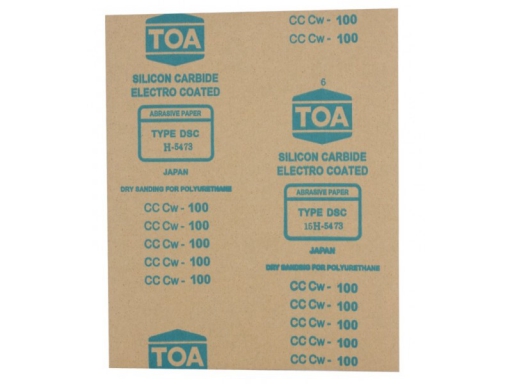 TOA
SILICON CARBIDE
ELECTRO COATED
ABRASIVE PAPER
TYPE DSC
H-5473
JAPAN
DRY SANDING FOR POLYURETHANE
CC Cw - 100
CC Cw - 100
CC Cw - 100
CC Cw - 100
CC Cw - 100
TOA
CC Cw - 100
CC Cw - 100
6
TOA
SILICON CARBIDE
ELECTRO COATED
ABRASIVE PAPER
TYPE DSC
15H-5473
JAPAN
DRY SANDING FOR POLYURETHANE
CC Cw - 100
CC Cw - 100
CC Cw - 100
CC Cw - 100
CC Cw - 100